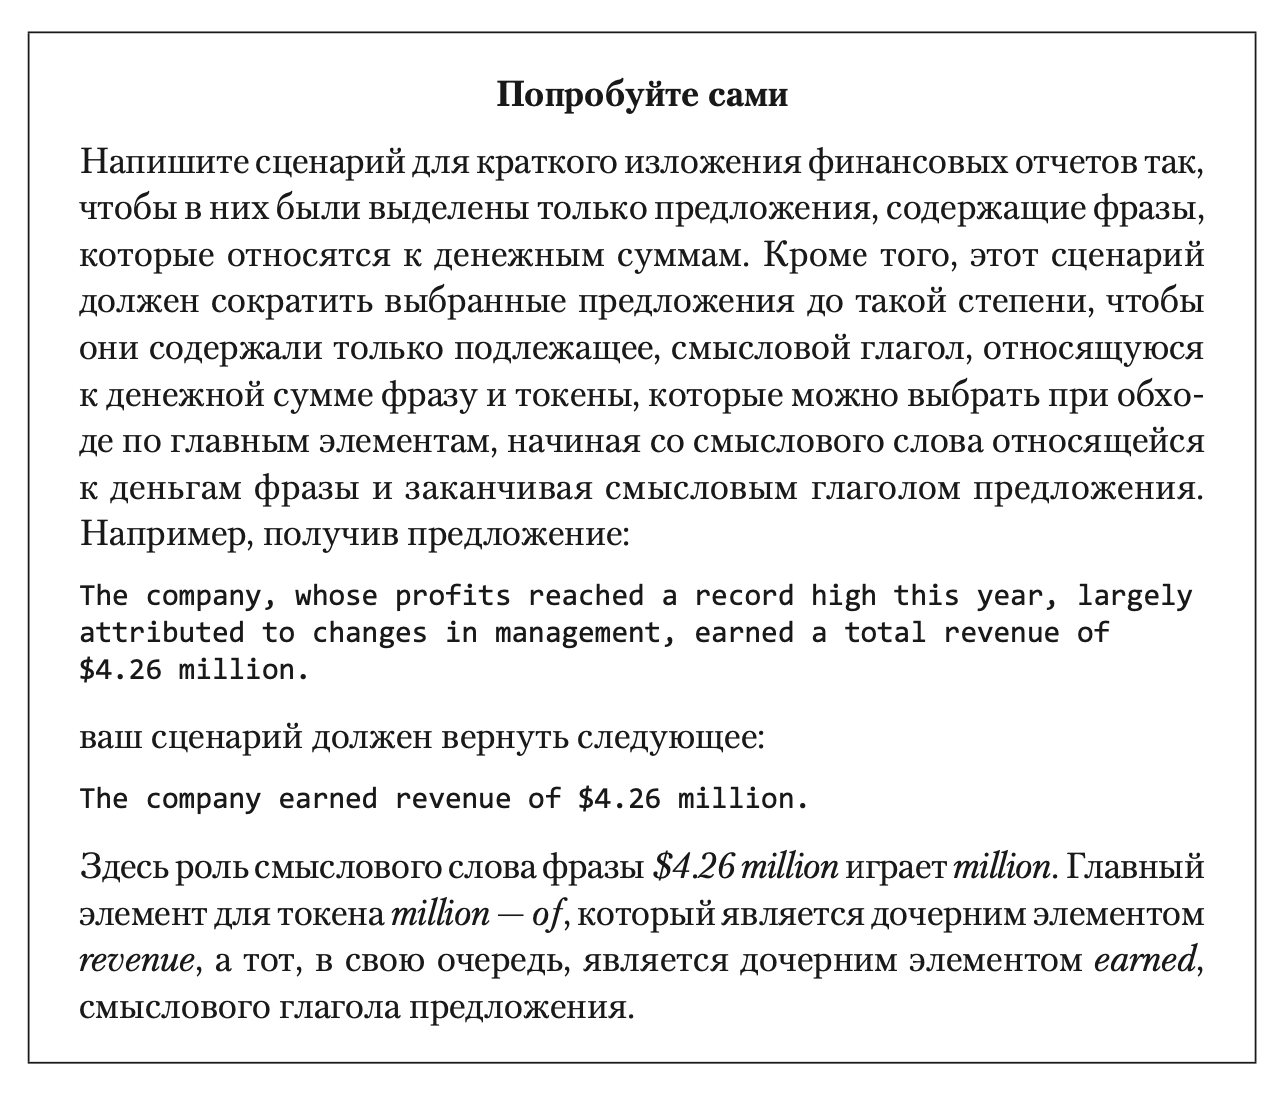 Попробуйте сами
Напишите сценарий для краткого изложения финансовых отчетов так,
чтобы в них были выделены только предложения, содержащие фразы,
которые относятся к денежным суммам. Кроме того, этот сценарий
должен сократить выбранные предложения до такой степени, чтобы
они содержали только подлежащее, смысловой глагол, относящуюся
к денежной сумме фразу и токены, которые можно выбрать при обхо-
де по главным элементам, начиная со смыслового слова относящейся
к деньгам фразы и заканчивая смысловым глаголом предложения.
Например, получив предложение:
The company, whose profits reached a record high this year, largely
attributed to changes in management, earned a total revenue of
$4.26 million.
ваш сценарий должен вернуть следующее:
The company earned revenue of $4.26 million.
Здесь роль смыслового слова фразы $4.26 million играет million. Главный
элемент для токена million — of, который является дочерним элементом
revenue, а тот, в свою очередь, является дочерним элементом earned,
смыслового глагола предложения.